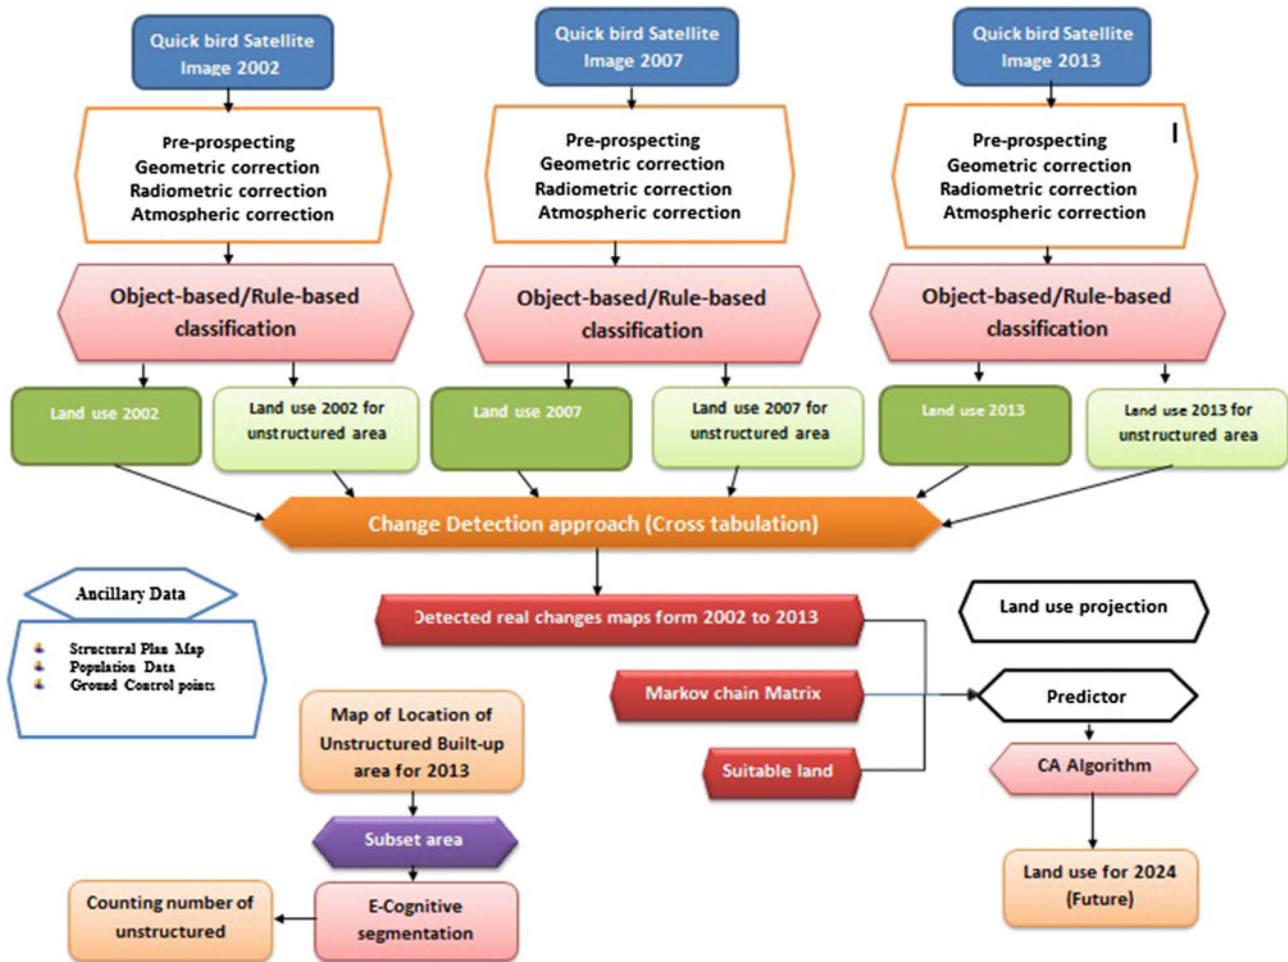 Quick bird Satellite
Image 2002
Quick bird Satellite
Image 2007
Quick bird Satellite
Image 2013
Pre-prospecting
Geometric correction
Radiometric correction
Atmospheric correction
Pre-prospecting
Geometric correction
Radiometric correction
Atmospheric correction
Pre-prospecting
Geometric correction
Radiometric correction
Atmospheric correction
Object-based/Rule-based
classification
Object-based/Rule-based
classification
Object-based/Rule-based
classification
Land use 2002
Land use 2002 for
unstructured area
Land use 2007
Land use 2007 for
unstructured area
Land use 2013
Land use 2013 for
unstructured area
Change Detection approach (Cross tabulation)
Ancillary Data
Structural Plan Map
Population Data
Ground Control points
Detected real changes maps form 2002 to 2013
Markov chain Matrix
Suitable land
Land use projection
Predictor
CA Algorithm
Land use for 2024
(Future)
Map of Location of
Unstructured Built-up
area for 2013
Subset area
E-Cognitive
segmentation
Counting number of
unstructured